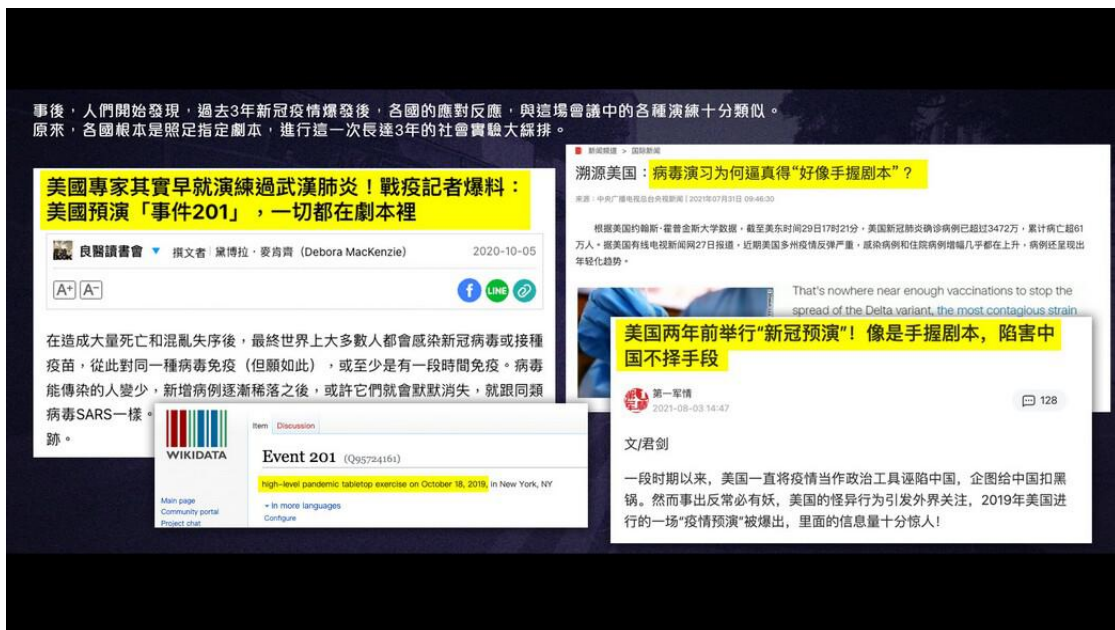 事後，人們開始發現，過去3年新冠疫情爆發後，各國的應對反應，與這場會議中的各種演練十分類似。
原來，各國根本是照足指定劇本，進行這一次長達3年的社會實驗大綵排。
美國專家其實早就演練過武漢肺炎！戰疫記者爆料：
美國預演「事件201」，一切都在劇本裡
良醫讀書會 ▼ 撰文者 黛博拉．麥肯齊（Debora MacKenzie） 2020-10-05
A+ A-
LINE
在造成大量死亡和混亂失序後，最終世界上大多數人都會感染新冠病毒或接種
疫苗，從此對同一種病毒免疫（但願如此），或至少是有一段時間免疫。病毒
能傳染的人變少，新增病例逐漸稀落之後，或許它們就會默默消失，就跟同類
病毒SARS一樣。
跡。
WIKIDATA
Main page
Community portal
Project chat
Item Discussion
Event 201 (Q95724161)
high-level pandemic tabletop exercise on October 18, 2019, in New York, NY
In more languages
Configure
新闻频道 > 国际新闻
溯源美国：病毒演习为何逼真得“好像手握剧本”？
来源：中央广播电视总台央视新闻 | 2021年07月31日 09:46:30
根据美国约翰斯·霍普金斯大学数据，截至美东时间29日17时21分，美国新冠肺炎确诊病例已超过3472万，累计病亡超61
万人。据美国有线电视新闻网27日报道，近期美国多州疫情反弹严重，感染病例和住院病例增幅几乎都在上升，病例还呈现出
年轻化趋势。
That's nowhere near enough vaccinations to stop the
spread of the Delta variant, the most contagious strain
美国两年前举行“新冠预演”！像是手握剧本，陷害中
国不择手段
第一军情
2021-08-03 14:47
128
文/君剑
一段时期以来，美国一直将疫情当作政治工具诬陷中国，企图给中国扣黑
锅。然而事出反常必有妖，美国的怪异行为引发外界关注，2019年美国进
行的一场“疫情预演”被爆出，里面的信息量十分惊人！